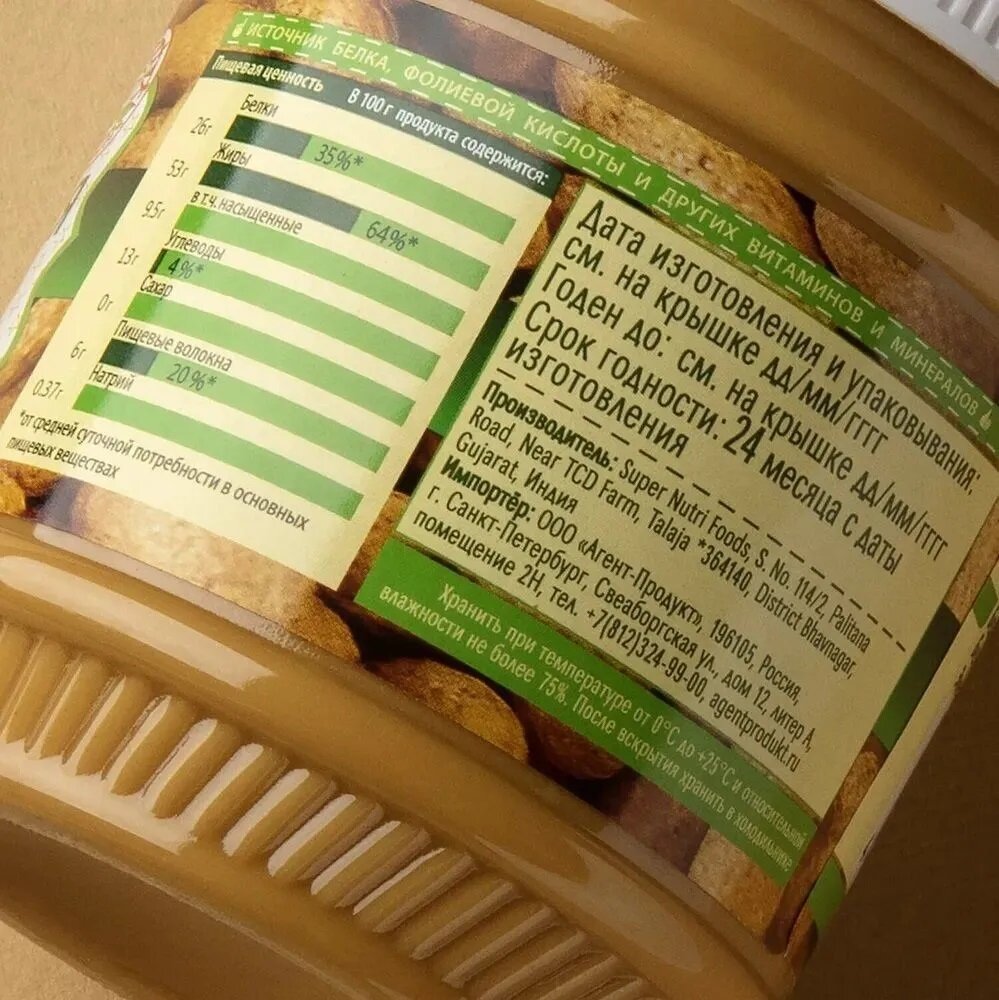 ИСТОЧНИК БЕЛКА, ФОЛИЕВОЙ КИСЛОТЫ И ДРУГИХ ВИТАМИНОВ И МИНЕРАЛОВ
Пищевая ценность В 100 г продукта содержится:
Белки
26г 35%*
Жиры
53г 64%*
в т.ч. насыщенные
9.5г
Углеводы
13г 4%*
Сахар
0г
Пищевые волокна
6г 20%*
Натрий
0.37г
*от средней суточной потребности в основных
пищевых веществах
Дата изготовления и упаковывания:
см. на крышке дд/мм/гггг
Годен до: см. на крышке дд/мм/гггг
Срок годности: 24 месяца с даты
изготовления
Производитель: Super Nutri Foods, S. No. 114/2, Palitana
Road, Near TCD Farm, Talaja *364140, District Bhavnagar,
Gujarat, Индия
Импортёр: ООО «Агент-Продукт», 196105, Россия,
г. Санкт-Петербург, Свеаборгская ул., дом 12, литер А,
помещение 2Н, тел. +7(812)324-99-00, agentprodukt.ru
Хранить при температуре от 0°С до +25°С и относительной
влажности не более 75%. После вскрытия хранить в холодильнике